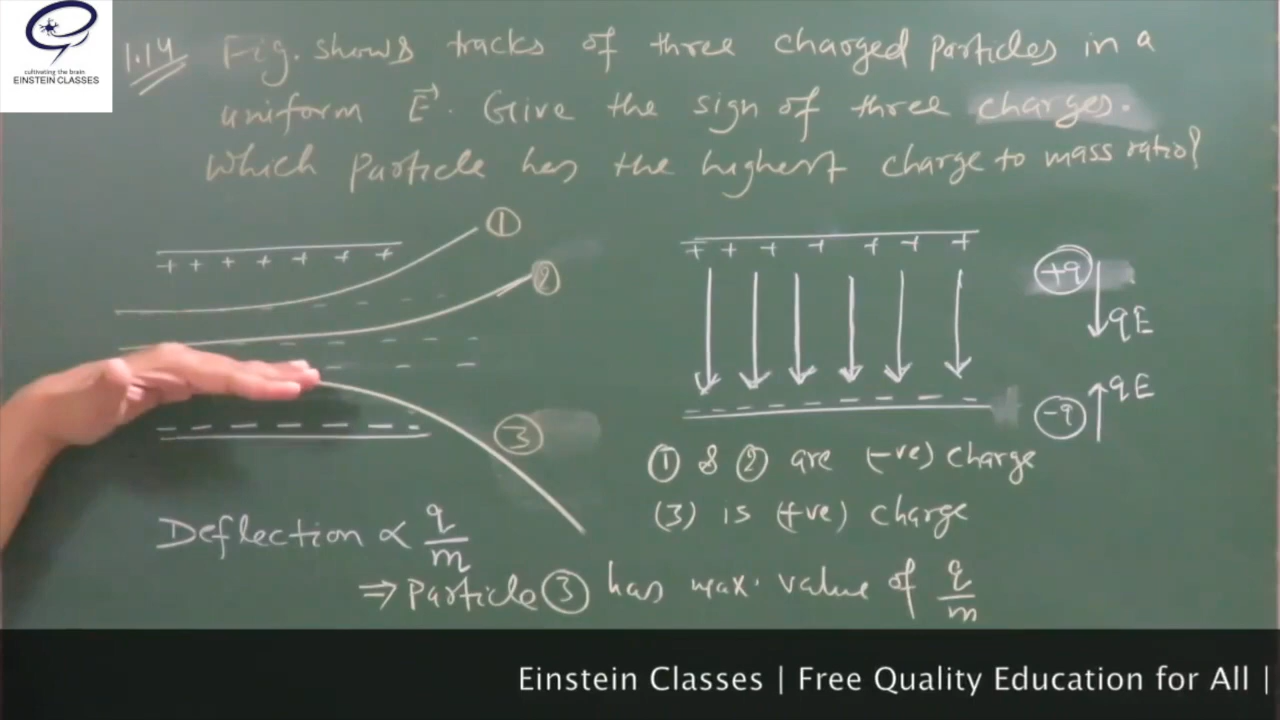 cultivating the brain
EINSTEIN CLASSES
1.14 Fig. shows tracks of three charged particles in a
uniform E⃗. Give the sign of three charges.
Which Particle has the highest charge to mass ratio?
+ + + + + + +
①
②
③
+ + + + + + +
+q
qE
-q
qE
① & ② are (-ve) charge
(3) is (+ve) charge
Deflection ∝ q/m
⇒ Particle ③ has max. value of q/m
Einstein Classes | Free Quality Education for All |